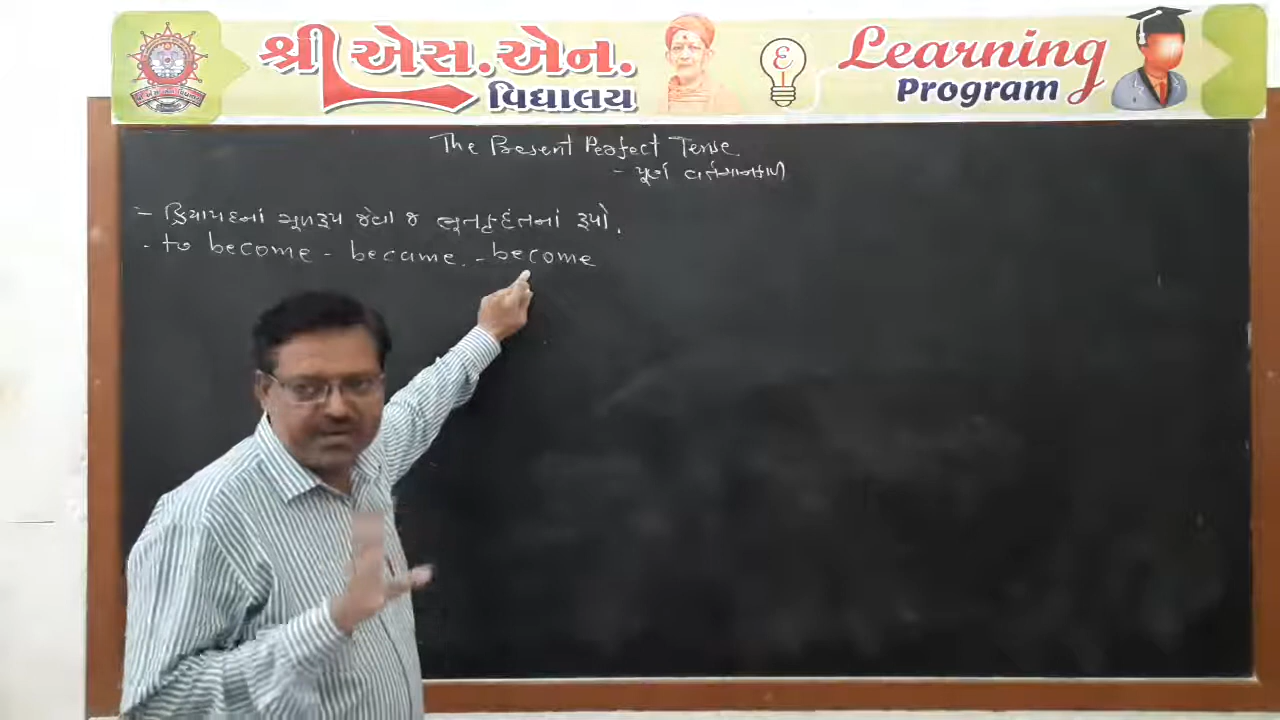 શ્રી એસ.એન.
વિદ્યાલય
Learning
Program
The Present Perfect Tense.
- પૂર્ણ વર્તમાનકાળ
- ક્રિયાપદનાં મૂળરૂપ જેવા જ ભૂતકૃદંતનાં રૂપો.
- to become - became. - become